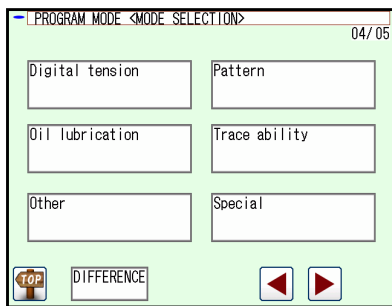 PROGRAM MODE <MODE SELECTION>
04/05
Digital tension
Pattern
Oil lubrication
Trace ability
Other
Special
TOP
DIFFERENCE